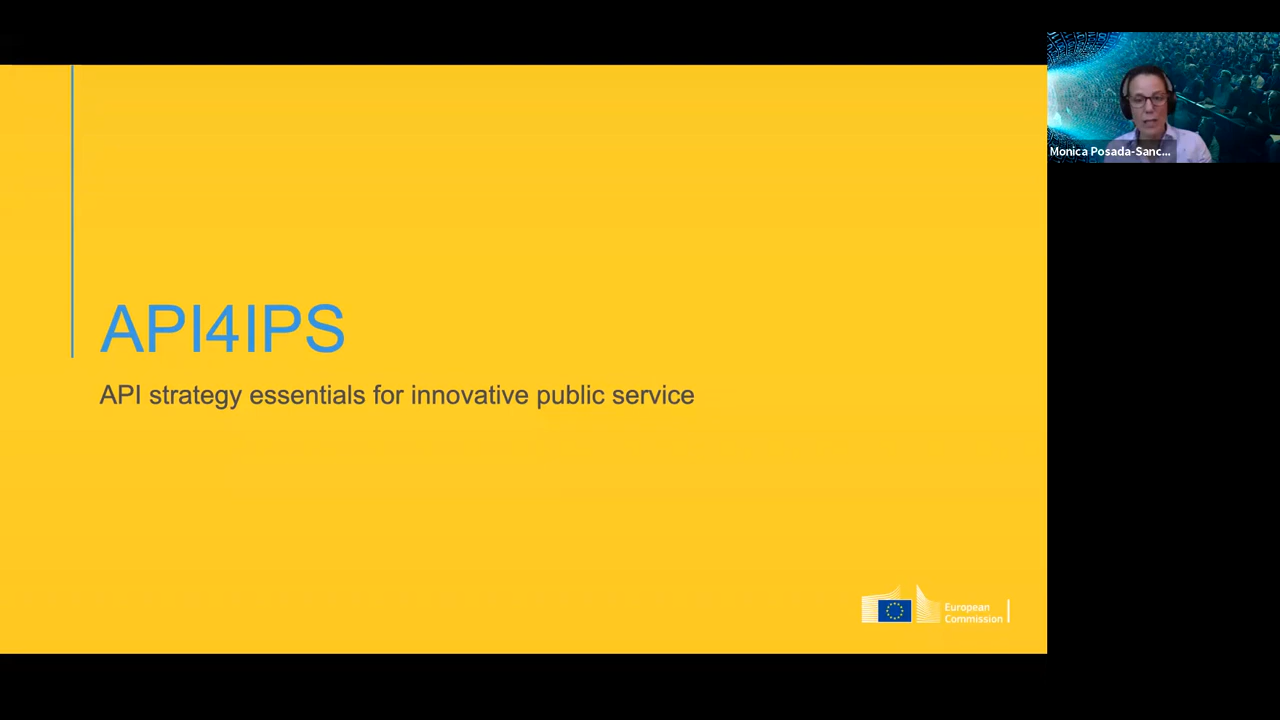 API4IPS
API strategy essentials for innovative public service
European
Commission
Monica Posada-Sanc...